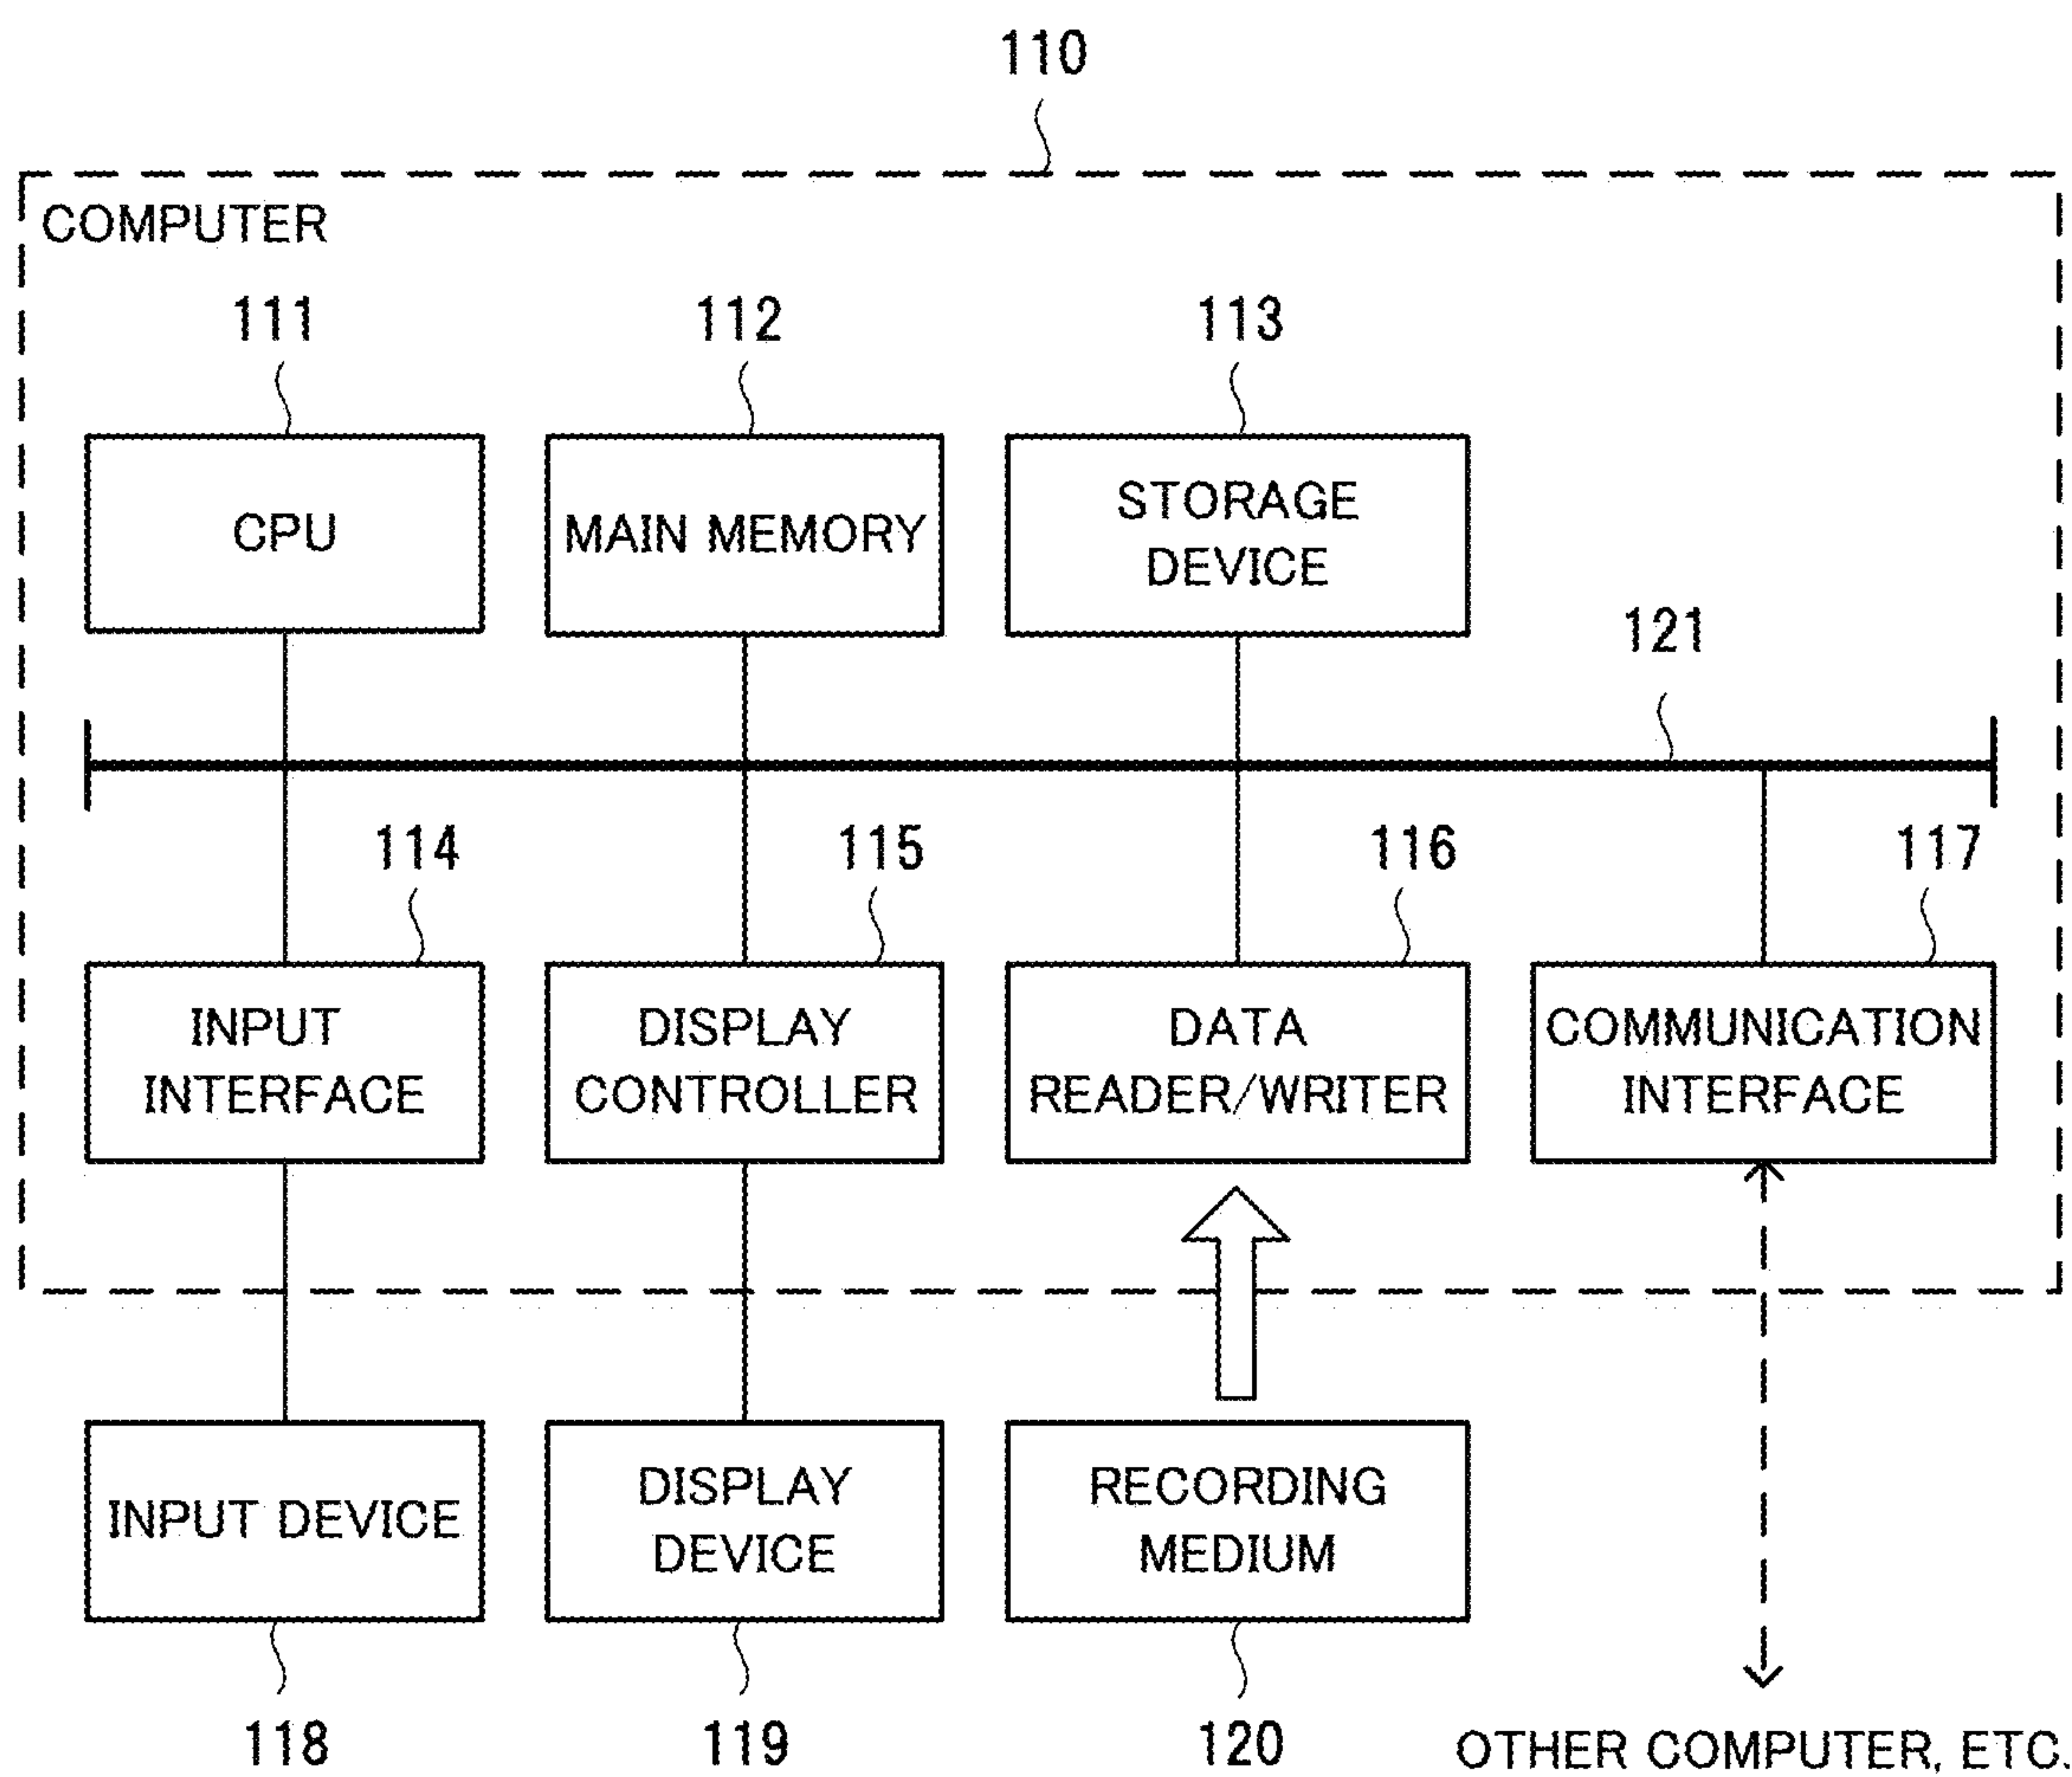 110
COMPUTER
111
112
113
CPU
MAIN MEMORY
STORAGE
DEVICE
121
114
115
116
117
INPUT
INTERFACE
DISPLAY
CONTROLLER
DATA
READER/WRITER
COMMUNICATION
INTERFACE
INPUT DEVICE
DISPLAY
DEVICE
RECORDING
MEDIUM
118
119
120
OTHER COMPUTER, ETC.